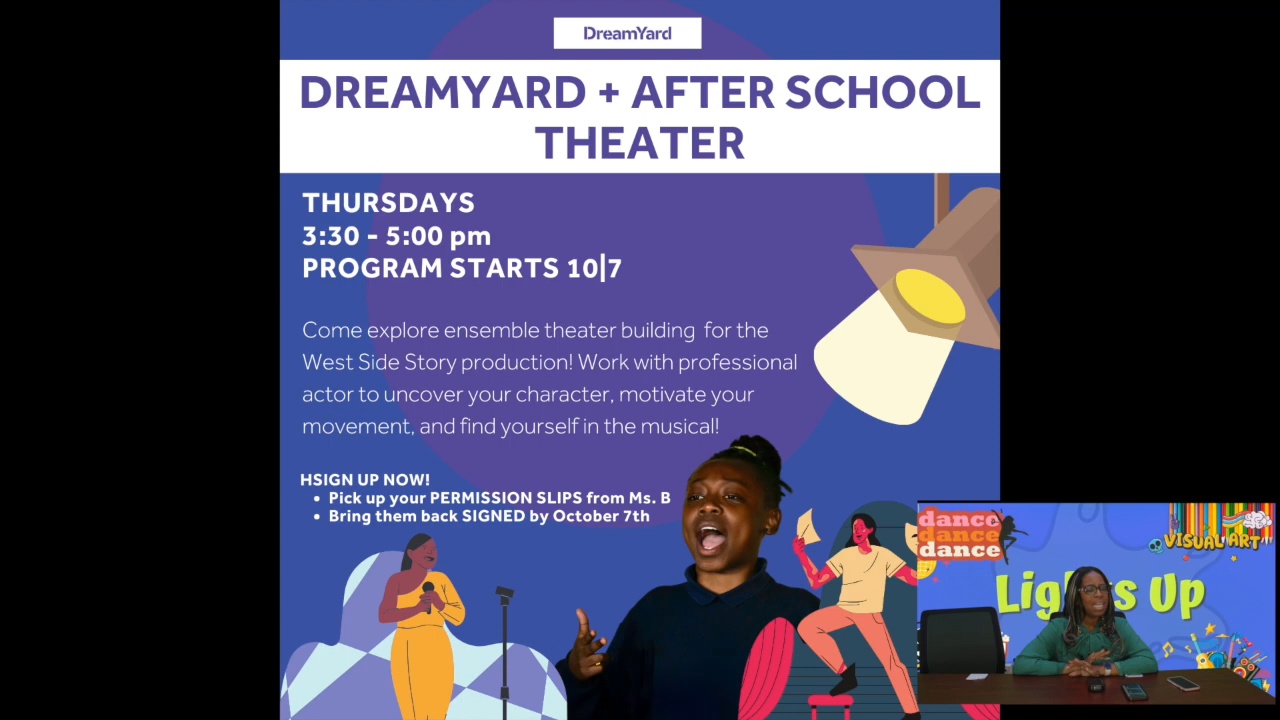 DreamYard
DREAMYARD + AFTER SCHOOL
THEATER
THURSDAYS
3:30 - 5:00 pm
PROGRAM STARTS 10|7
Come explore ensemble theater building for the
West Side Story production! Work with professional
actor to uncover your character, motivate your
movement, and find yourself in the musical!
HSIGN UP NOW!
• Pick up your PERMISSION SLIPS from Ms. B
• Bring them back SIGNED by October 7th
dance
dance
dance
VISUAL ART
Lights Up